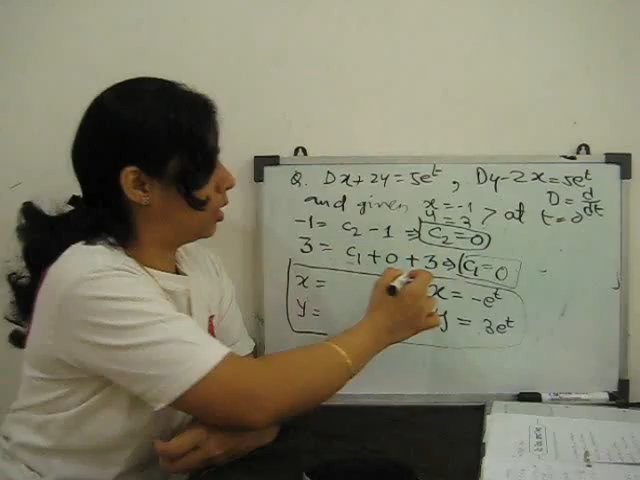 Q. Dx+2y=5e^t, Dy-2x=5e^t
and given x=-1 y=3 > at t=0 D=d/dt
-1=c2-1⇒c2=0
3=c1+0+3⇒c1=0
x= x=-e^t
y= y=3e^t